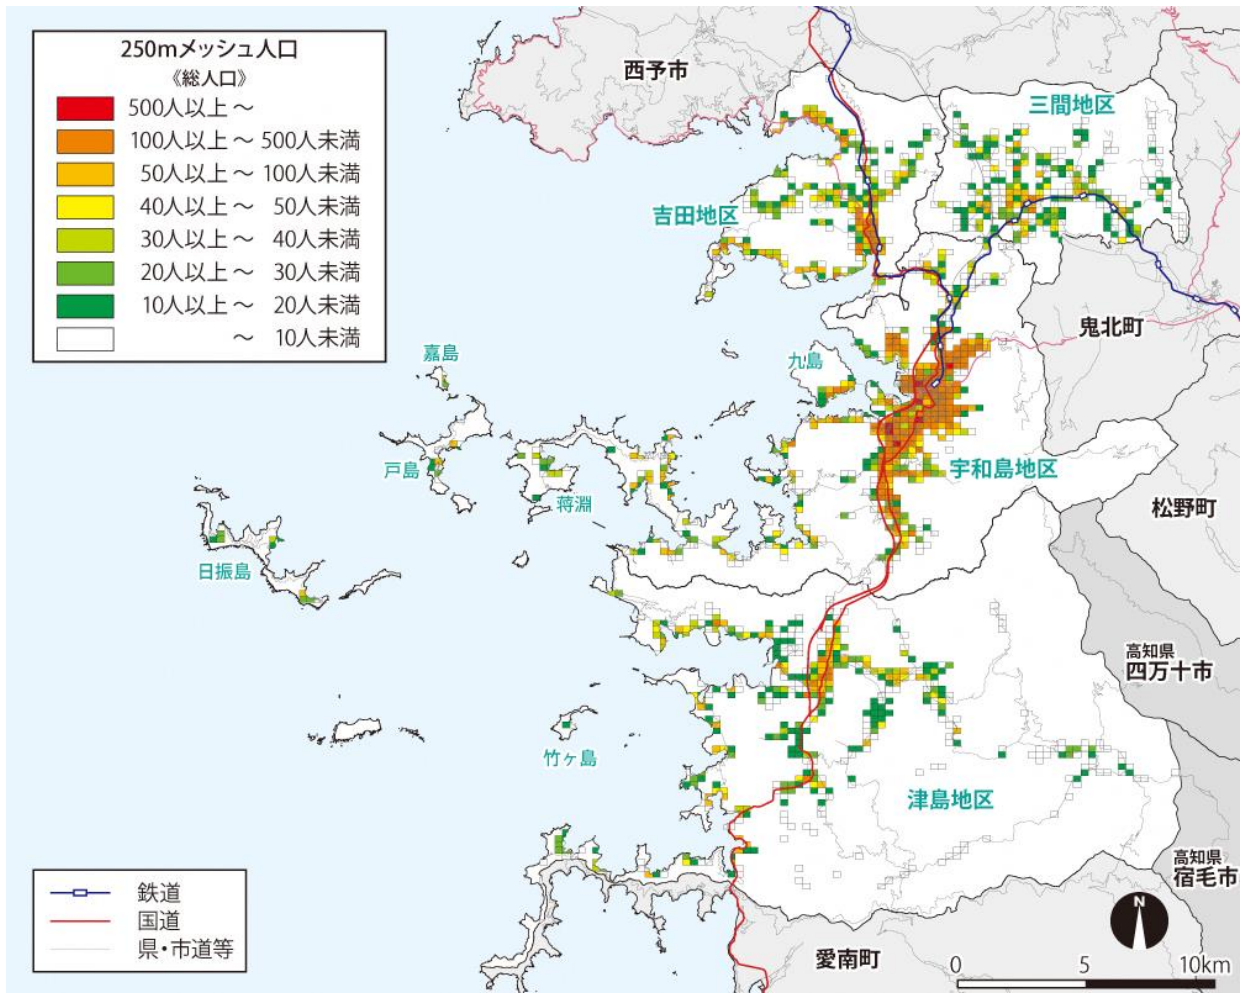 250mメッシュ人口
《総人口》
500人以上～
100人以上～500人未満
50人以上～100人未満
40人以上～ 50人未満
30人以上～ 40人未満
20人以上～ 30人未満
10人以上～ 20人未満
～ 10人未満
西予市
三間地区
吉田地区
鬼北町
嘉島
九島
戸島
蒋淵
宇和島地区
松野町
日振島
高知県
四万十市
竹ヶ島
津島地区
高知県
宿毛市
愛南町
鉄道
国道
県・市道等
N
0 5 10km